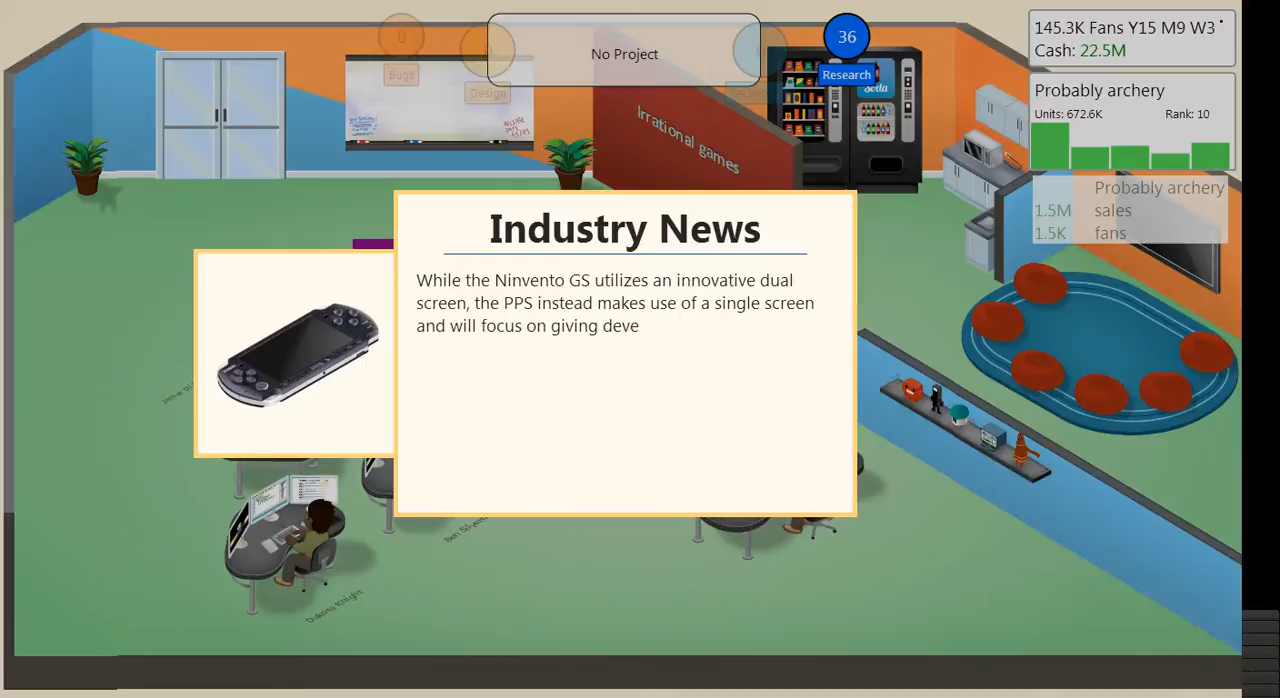 0
Bugs
Design
No Project
36
Research
145.3K Fans Y15 M9 W3
Cash: 22.5M
Probably archery
Units: 672.6K Rank: 10
Probably archery
1.5M sales
1.5K fans
Irrational games
Soda
Industry News
While the Ninvento GS utilizes an innovative dual
screen, the PPS instead makes use of a single screen
and will focus on giving deve
Dakota Knight